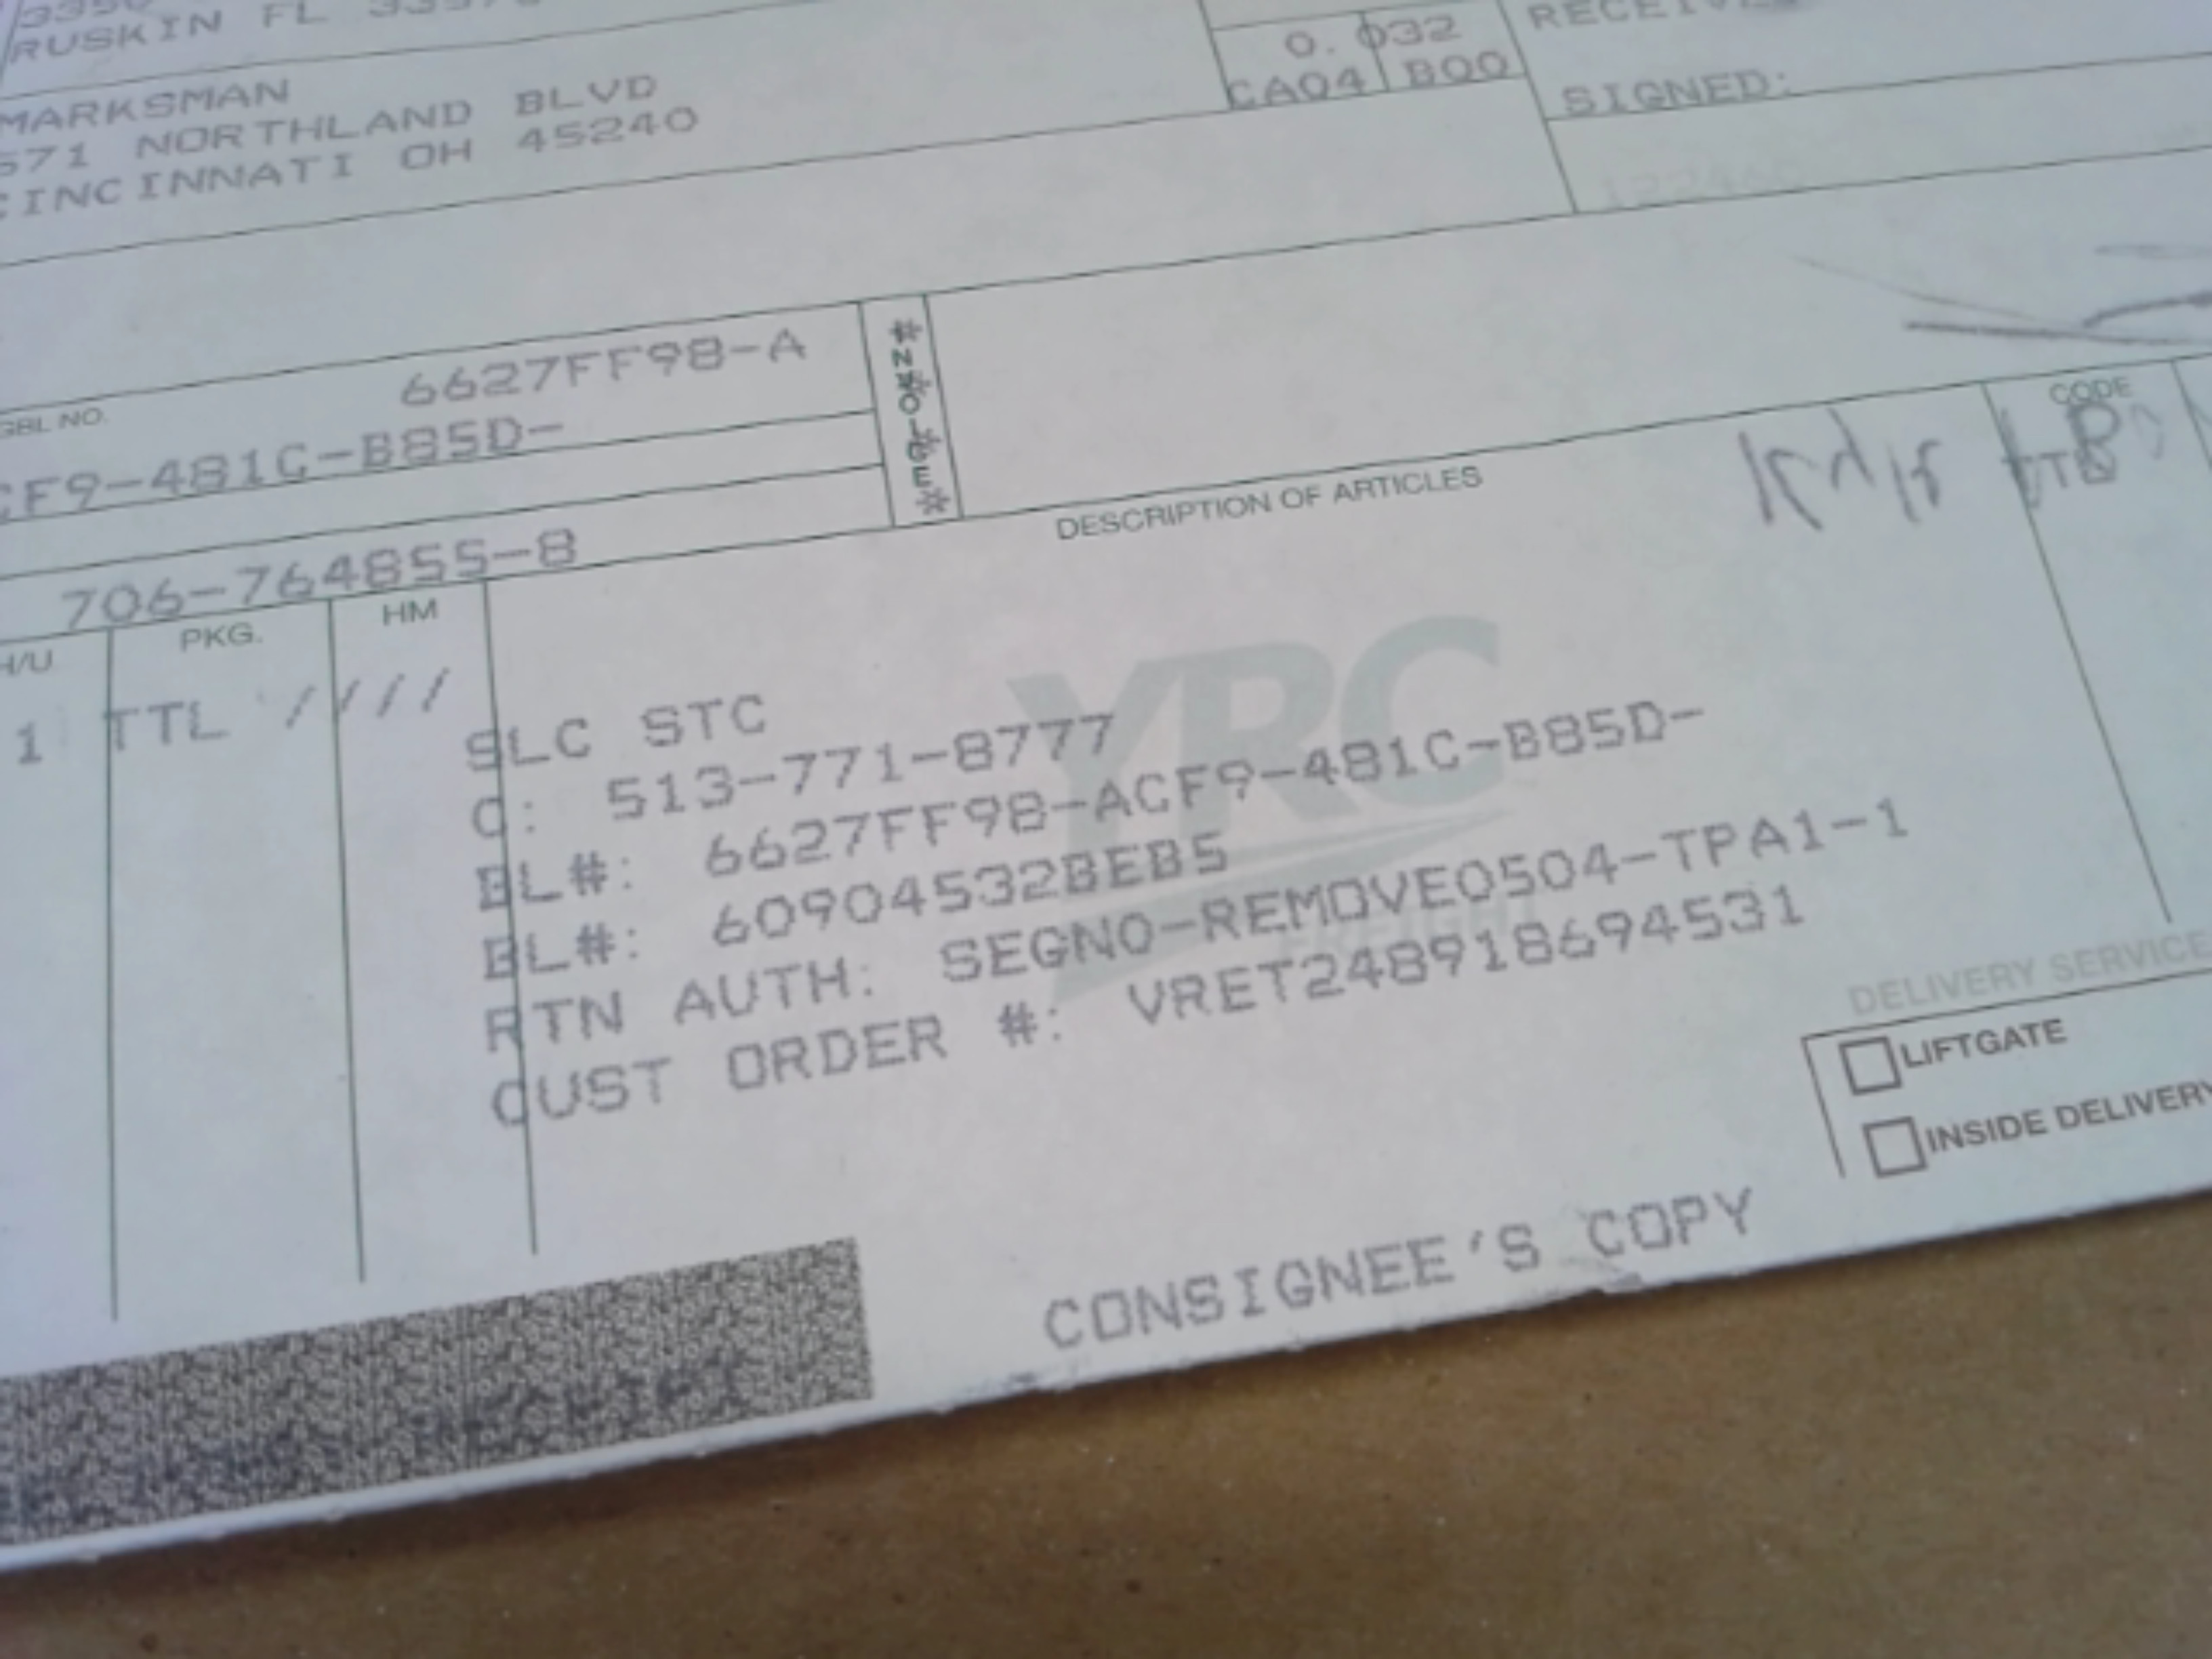 RUSKIN FL
0.032
RECEIV
MARKSMAN
CA04 B00
571 NORTHLAND BLVD
SIGNED:
CINCINNATI OH 45240
6627FF98-A
GBL NO.
CF9-481C-B85D-
CODE
DESCRIPTION OF ARTICLES
706-764855-8
H/U PKG. HM
1 TTL ////
SLC STC
C: 513-771-8777
BL#: 6627FF98-ACF9-481C-B85D-
BL#: 60904532BEB5
RTN AUTH: SEGNO-REMOVE0504-TPA1-1
CUST ORDER #: VRET248918694531
YRC
FREIGHT
DELIVERY SERVICE
LIFTGATE
INSIDE DELIVERY
CONSIGNEE'S COPY